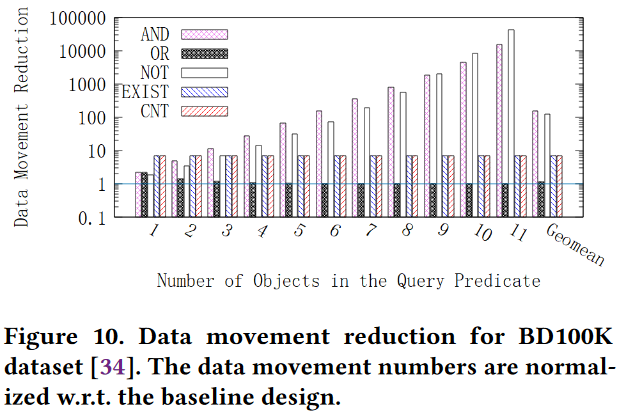 Data Movement Reduction
100000
10000
1000
100
10
1
0.1
AND
OR
NOT
EXIST
CNT
1
2
3
4
5
6
7
8
9
10
11
Geomean
Number of Objects in the Query Predicate
Figure 10. Data movement reduction for BD100K
dataset [34]. The data movement numbers are normal-
ized w.r.t. the baseline design.